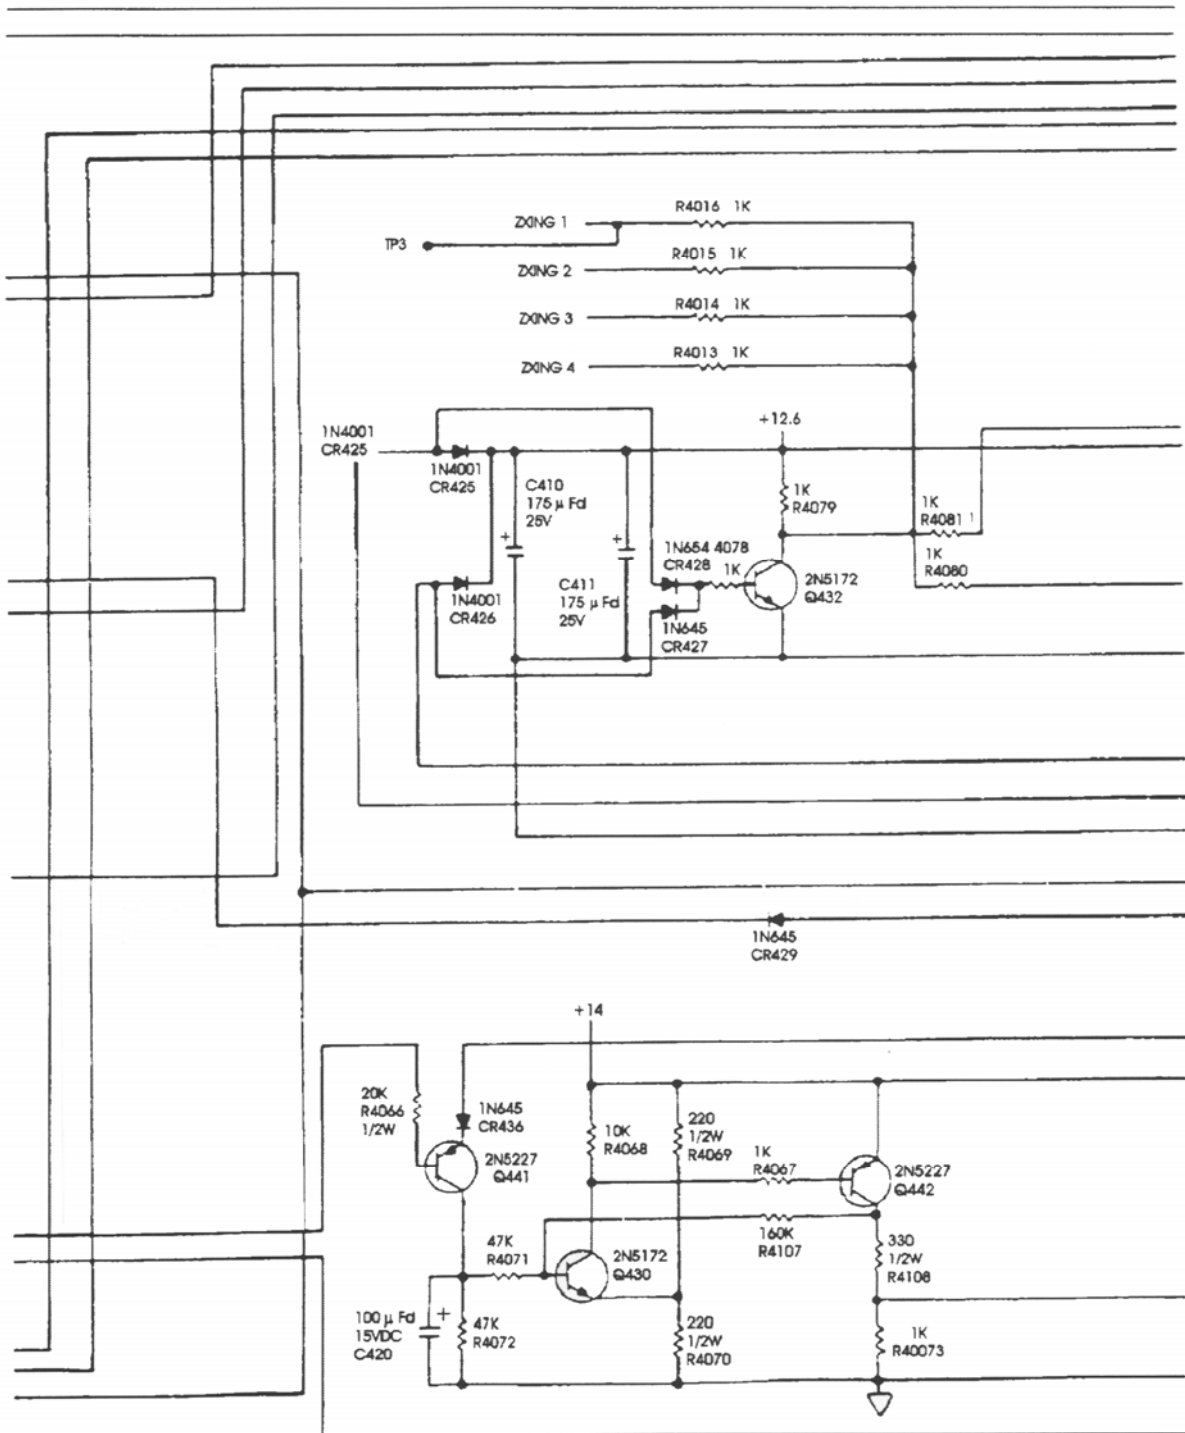 R4016 1K
ZXING 1
TP3
R4015 1K
ZXING 2
R4014 1K
ZXING 3
R4013 1K
ZXING 4
+12.6
1N4001
CR425
1N4001
CR425
C410
175 µ Fd
25V
+
+
1K
R4079
1K
R4081 1
1K
R4080
1N654 4078
CR428
1K
2N5172
Q432
1N4001
CR426
C411
175 µ Fd
25V
1N645
CR427
1N645
CR429
+14
20K
R4066
1/2W
1N645
CR436
2N5227
Q441
10K
R4068
220
1/2W
R4069
1K
R4067
2N5227
Q442
47K
R4071
2N5172
Q430
160K
R4107
330
1/2W
R4108
100 µ Fd
15VDC
C420
+
47K
R4072
220
1/2W
R4070
1K
R40073